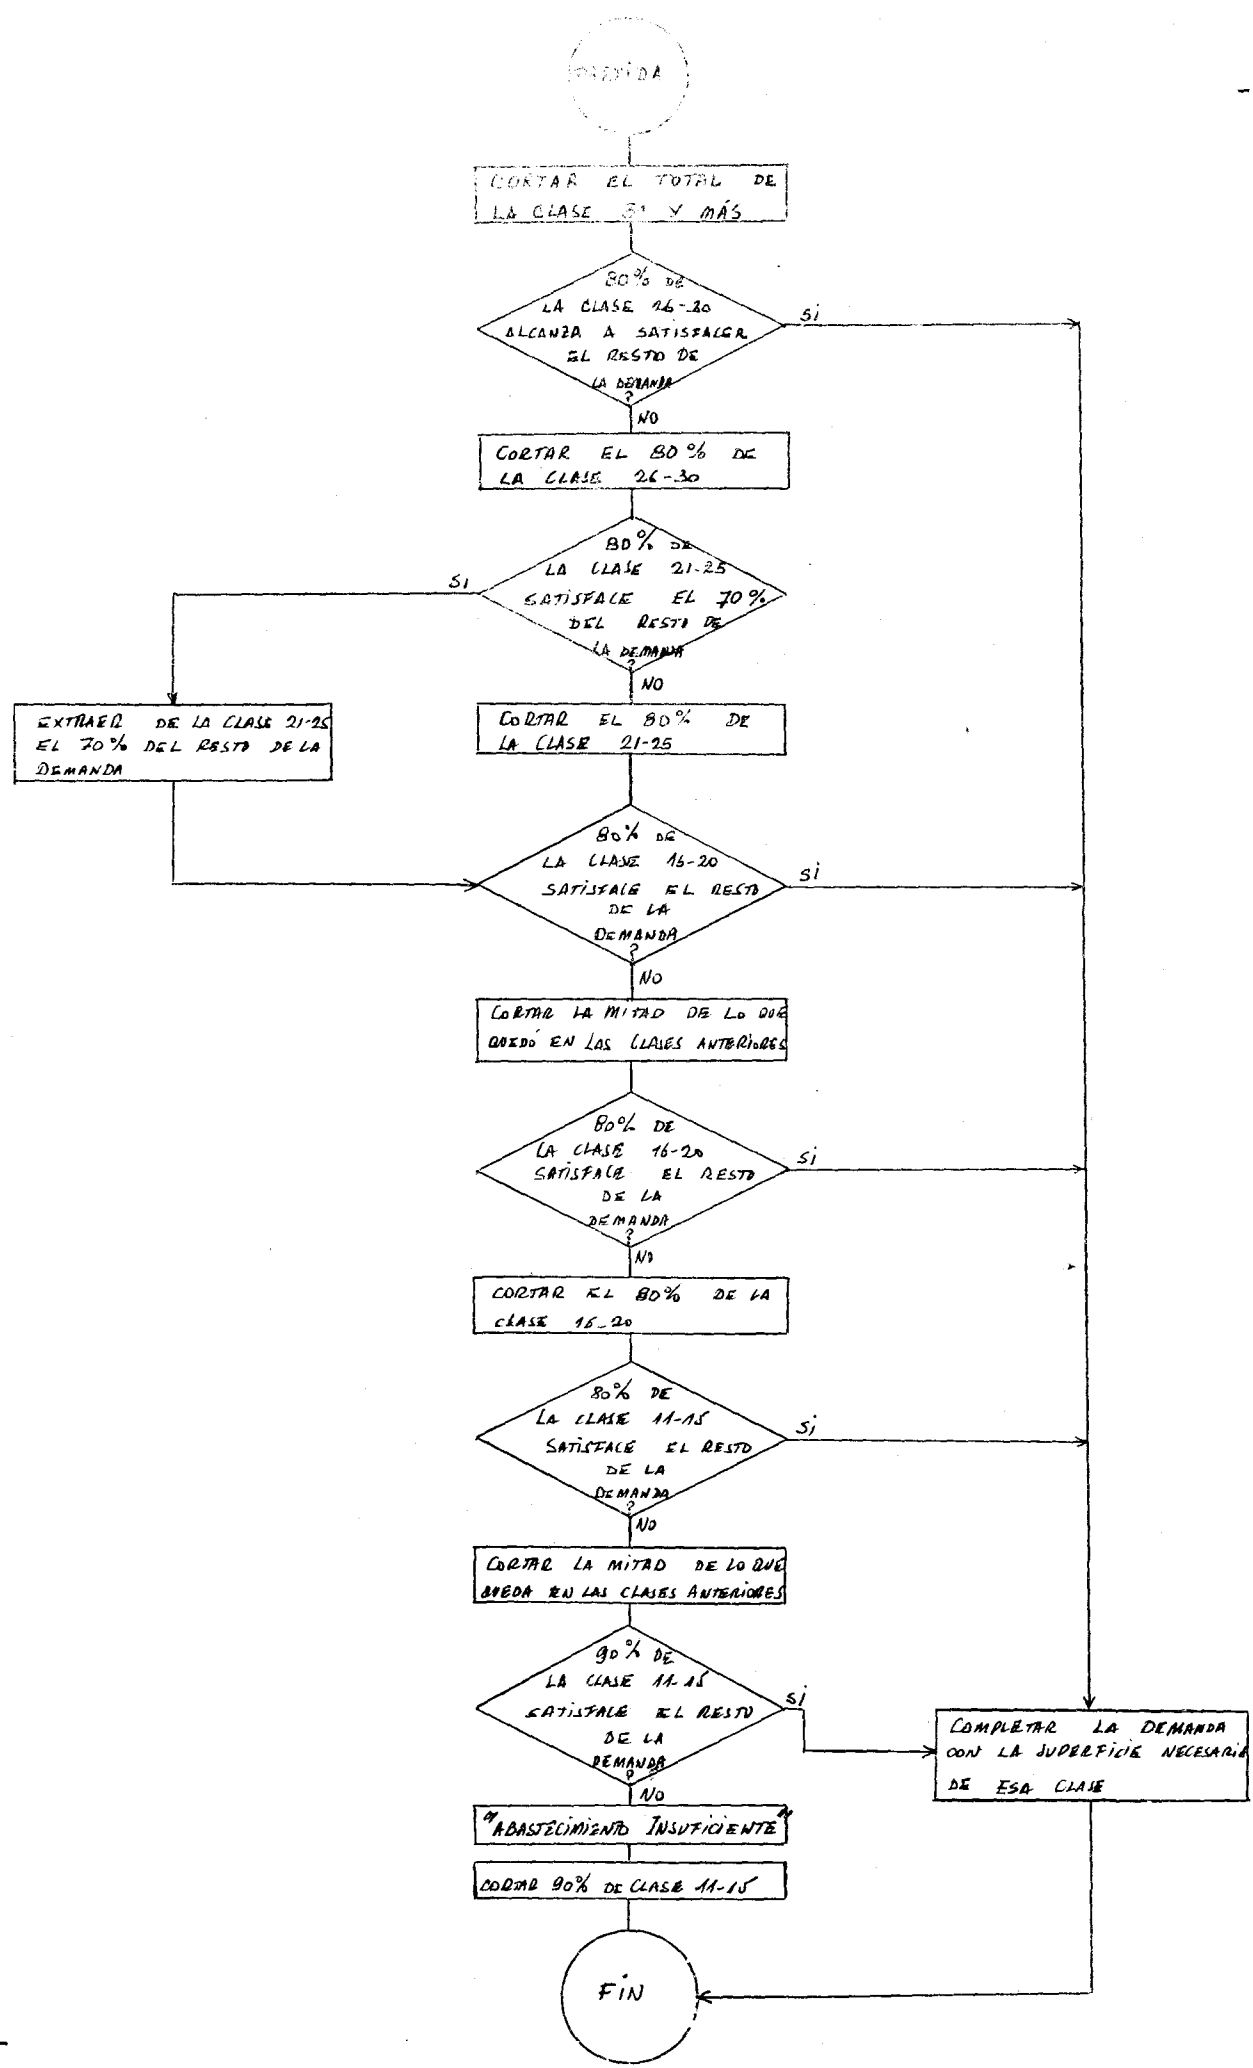 PARTIDA
CORTAR EL TOTAL DE
LA CLASE 31 Y MÁS
80% DE
LA CLASE 26-30
ALCANZA A SATISFACER
EL RESTO DE
LA DEMANDA
?
SI
NO
CORTAR EL 80% DE
LA CLASE 26-30
80% DE
LA CLASE 21-25
SATISFACE EL 70%
DEL RESTO DE
LA DEMANDA
?
SI
NO
EXTRAER DE LA CLASE 21-25
EL 70% DEL RESTO DE LA
DEMANDA
CORTAR EL 80% DE
LA CLASE 21-25
80% DE
LA CLASE 16-20
SATISFACE EL RESTO
DE LA
DEMANDA
?
SI
NO
CORTAR LA MITAD DE LO QUE
QUEDÓ EN LAS CLASES ANTERIORES
80% DE
LA CLASE 16-20
SATISFACE EL RESTO
DE LA
DEMANDA
?
SI
NO
CORTAR EL 80% DE LA
CLASE 16-20
80% DE
LA CLASE 11-15
SATISFACE EL RESTO
DE LA
DEMANDA
?
SI
NO
CORTAR LA MITAD DE LO QUE
QUEDA EN LAS CLASES ANTERIORES
90% DE
LA CLASE 11-15
SATISFACE EL RESTO
DE LA
DEMANDA
?
SI
NO
COMPLETAR LA DEMANDA
CON LA SUPERFICIE NECESARIA
DE ESA CLASE
"ABASTECIMIENTO INSUFICIENTE"
CORTAR 90% DE CLASE 11-15
FIN